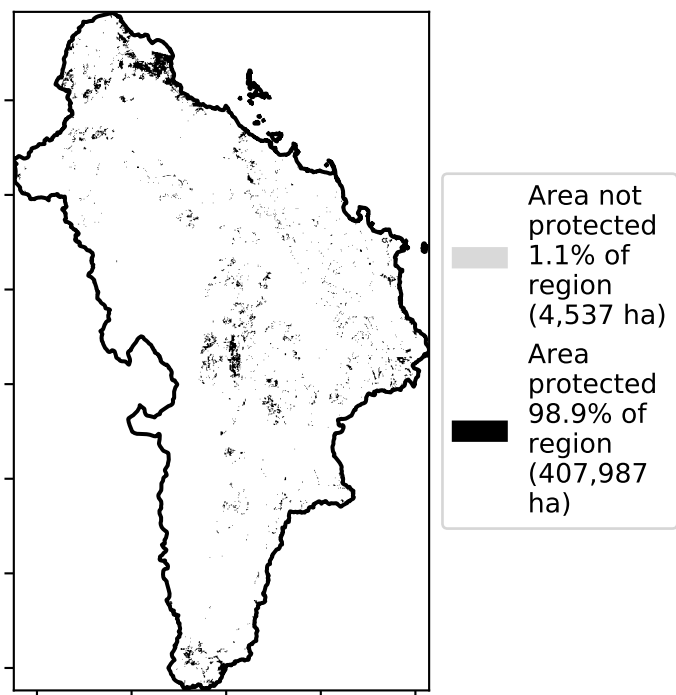 Area not
protected
1.1% of
region
(4,537 ha)
Area
protected
98.9% of
region
(407,987
ha)